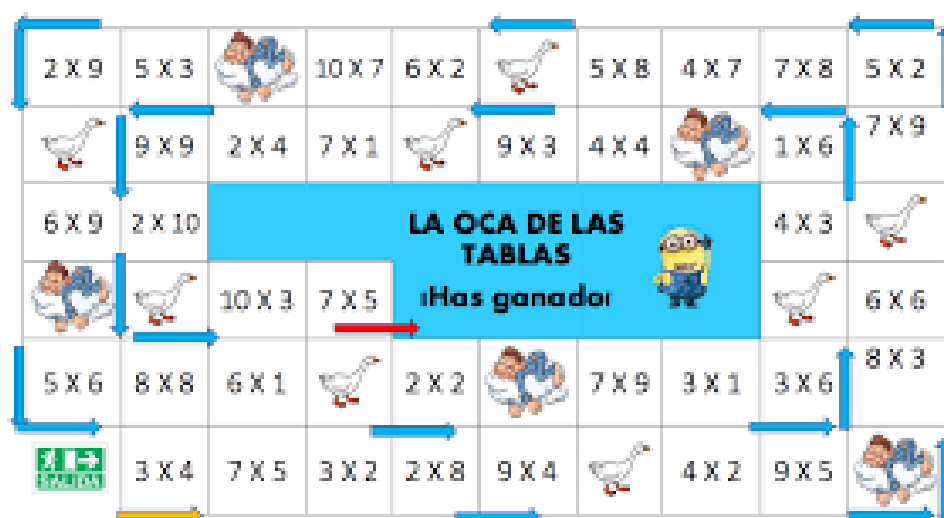 2 X 9 5 X 3 10 X 7 6 X 2 5 X 8 4 X 7 7 X 8 5 X 2
9 X 9 2 X 4 7 X 1 9 X 3 4 X 4 1 X 6 7 X 9
6 X 9 2 X 10 4 X 3
LA OCA DE LAS
TABLAS
¡Has ganado!
10 X 3 7 X 5 6 X 6
5 X 6 8 X 8 6 X 1 2 X 2 7 X 9 3 X 1 3 X 6 8 X 3
SALIDA 3 X 4 7 X 5 3 X 2 2 X 8 9 X 4 4 X 2 9 X 5